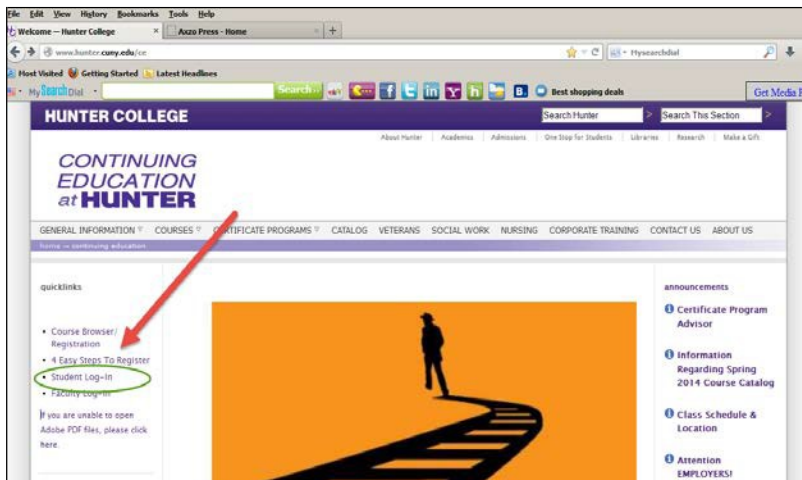 File Edit View History Bookmarks Tools Help
Welcome — Hunter College × Axzo Press - Home × +
www.hunter.cuny.edu/ce Mysearchdial
Most Visited Getting Started Latest Headlines
MySearchDial Search Best shopping deals Get Media
HUNTER COLLEGE Search Hunter > Search This Section >
About Hunter | Academics | Admissions | One Stop for Students | Libraries | Research | Make a Gift
CONTINUING
EDUCATION
at HUNTER
GENERAL INFORMATION COURSES CERTIFICATE PROGRAMS CATALOG VETERANS SOCIAL WORK NURSING CORPORATE TRAINING CONTACT US ABOUT US
home → continuing education
quicklinks
• Course Browser/
Registration
• 4 Easy Steps To Register
• Student Log-In
• Faculty Log-In
If you are unable to open
Adobe PDF files, please click
here.
announcements
Certificate Program
Advisor
Information
Regarding Spring
2014 Course Catalog
Class Schedule &
Location
Attention
EMPLOYERS!